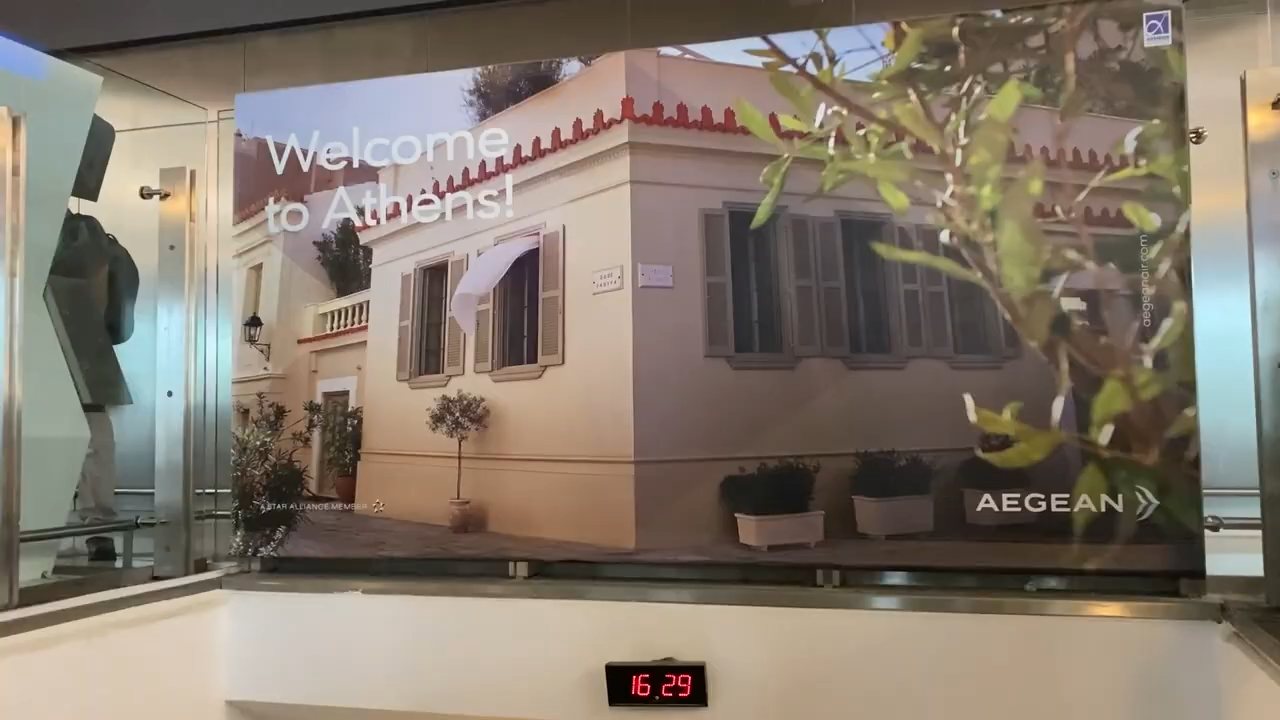 Welcome
to Athens!
aegeanair.com
A STAR ALLIANCE MEMBER
AEGEAN
16.29